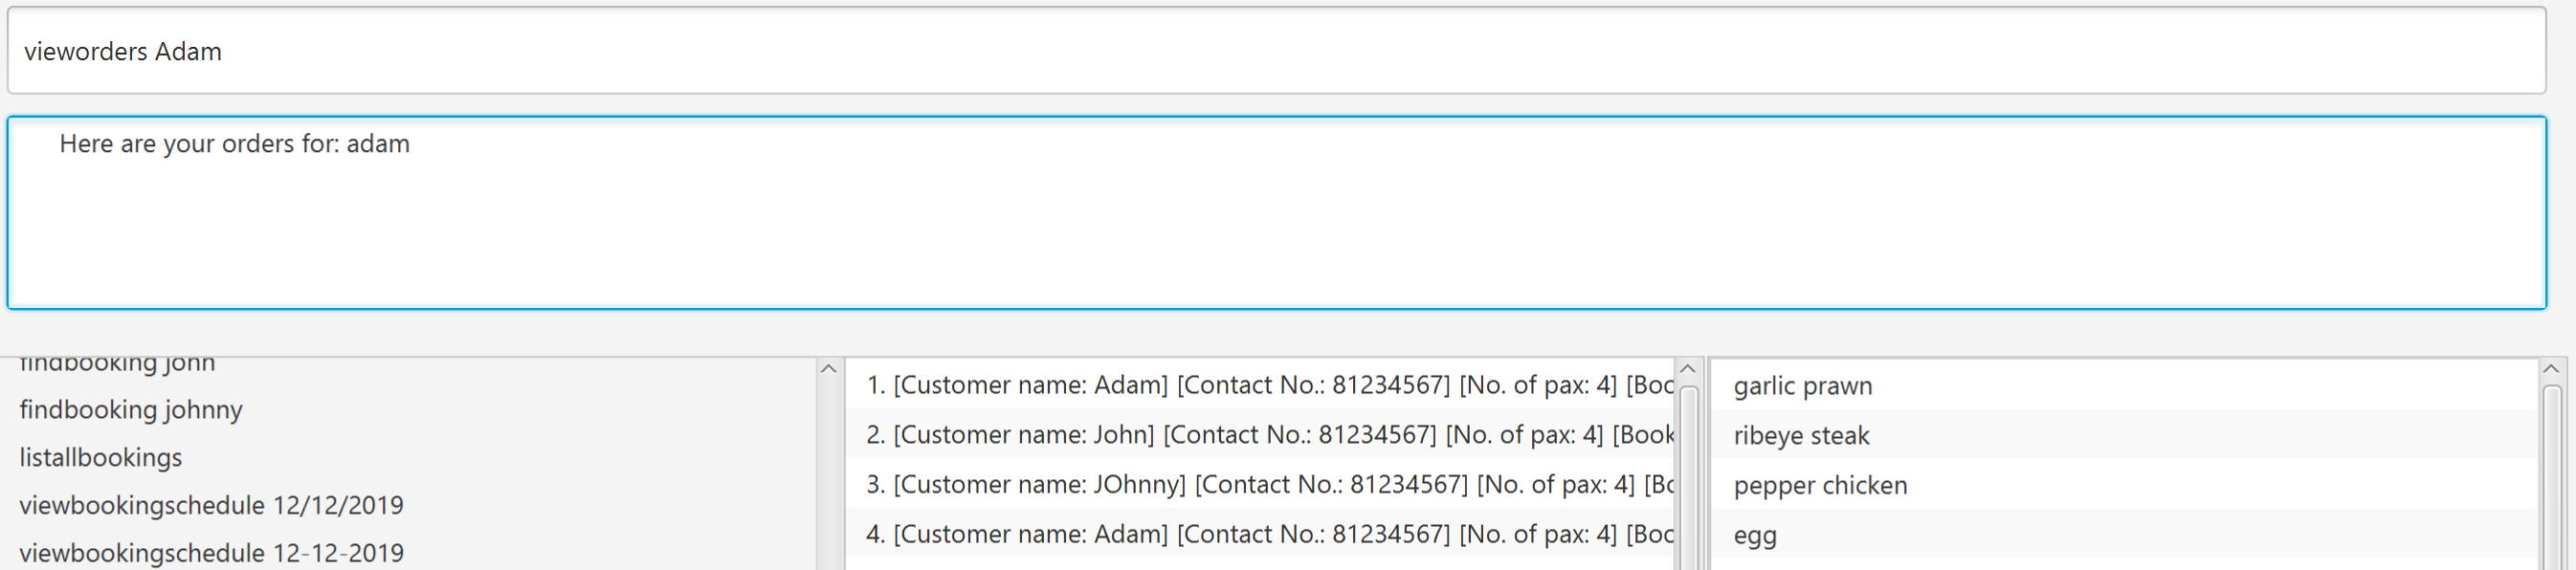 vieworders Adam
Here are your orders for: adam
findbooking john
findbooking johnny
listallbookings
viewbookingschedule 12/12/2019
viewbookingschedule 12-12-2019
1. [Customer name: Adam] [Contact No.: 81234567] [No. of pax: 4] [Boo
2. [Customer name: John] [Contact No.: 81234567] [No. of pax: 4] [Book
3. [Customer name: JOhnny] [Contact No.: 81234567] [No. of pax: 4] [Bo
4. [Customer name: Adam] [Contact No.: 81234567] [No. of pax: 4] [Boo
garlic prawn
ribeye steak
pepper chicken
egg